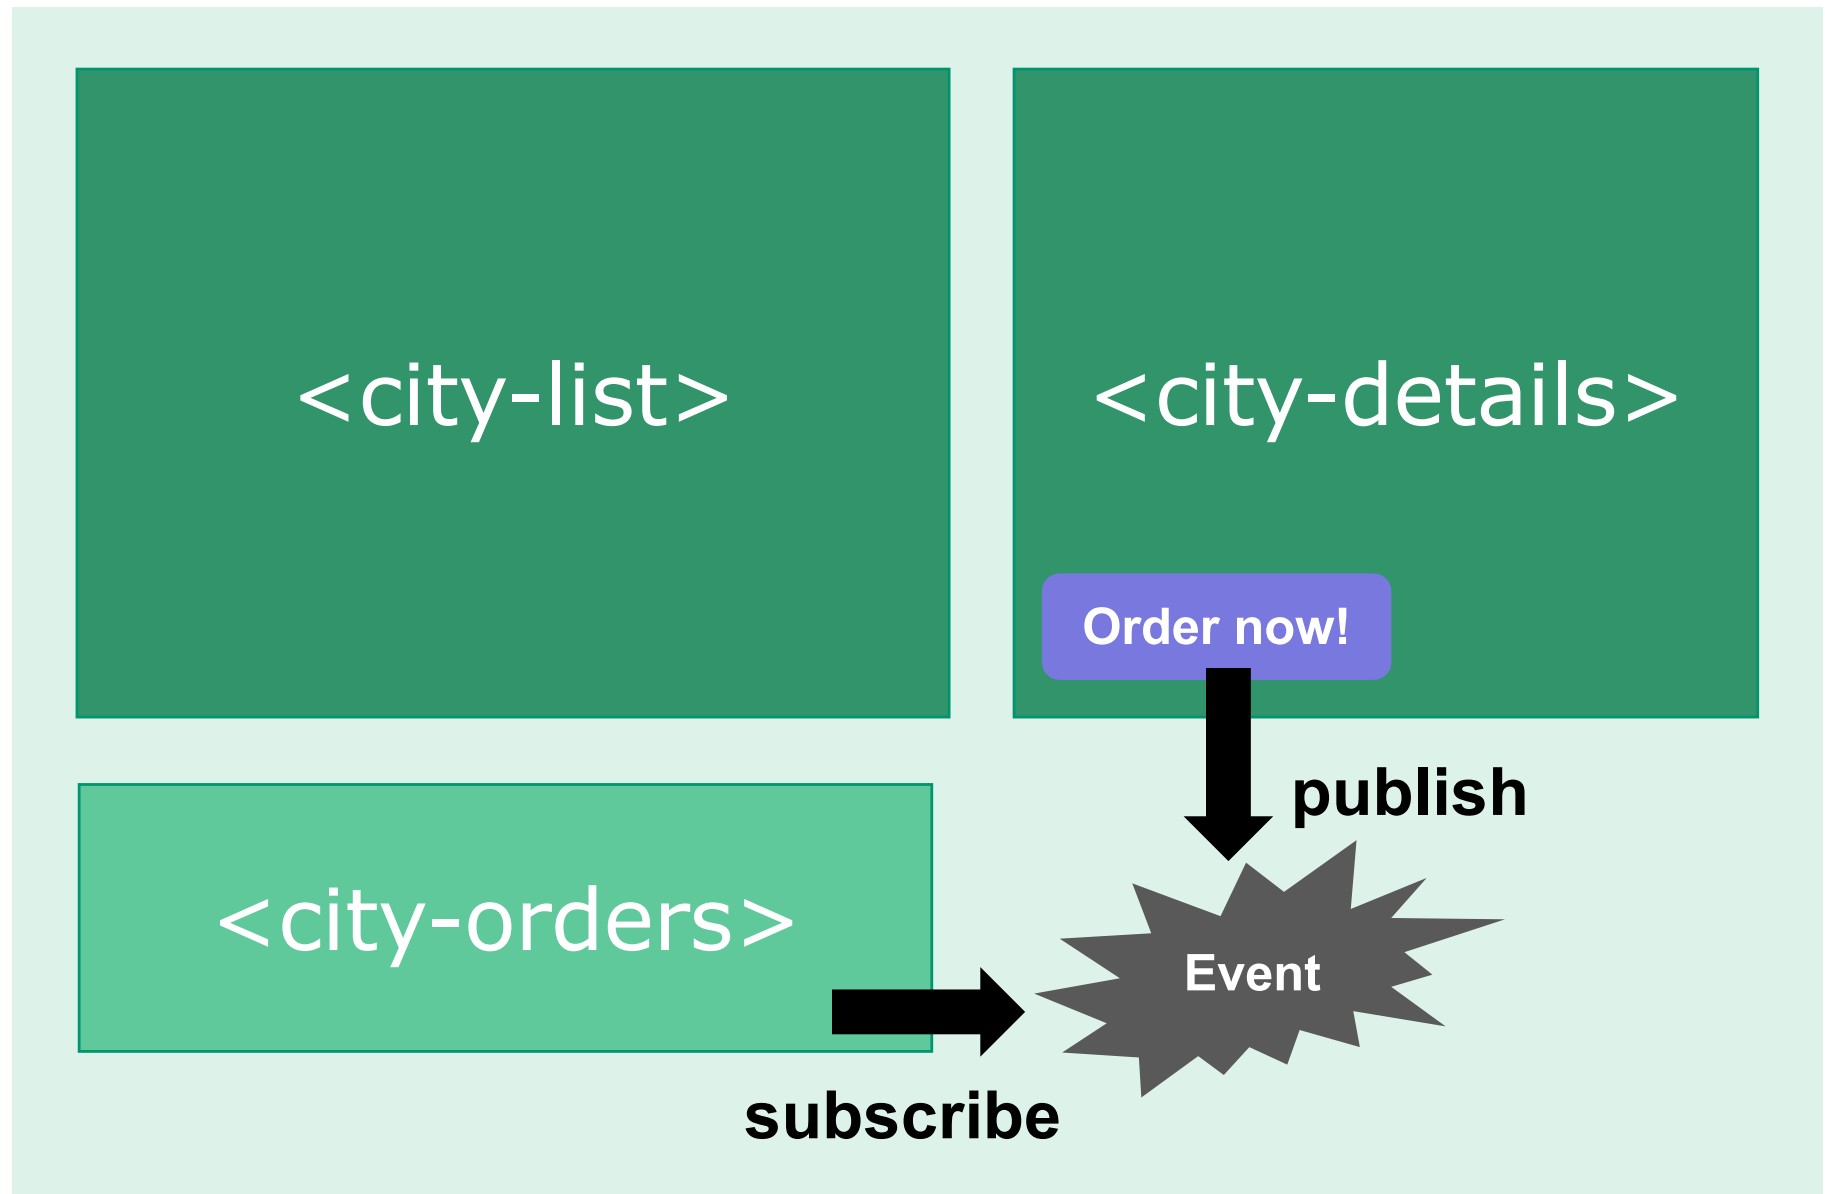 <city-list>
<city-details>
Order now!
publish
<city-orders>
Event
subscribe